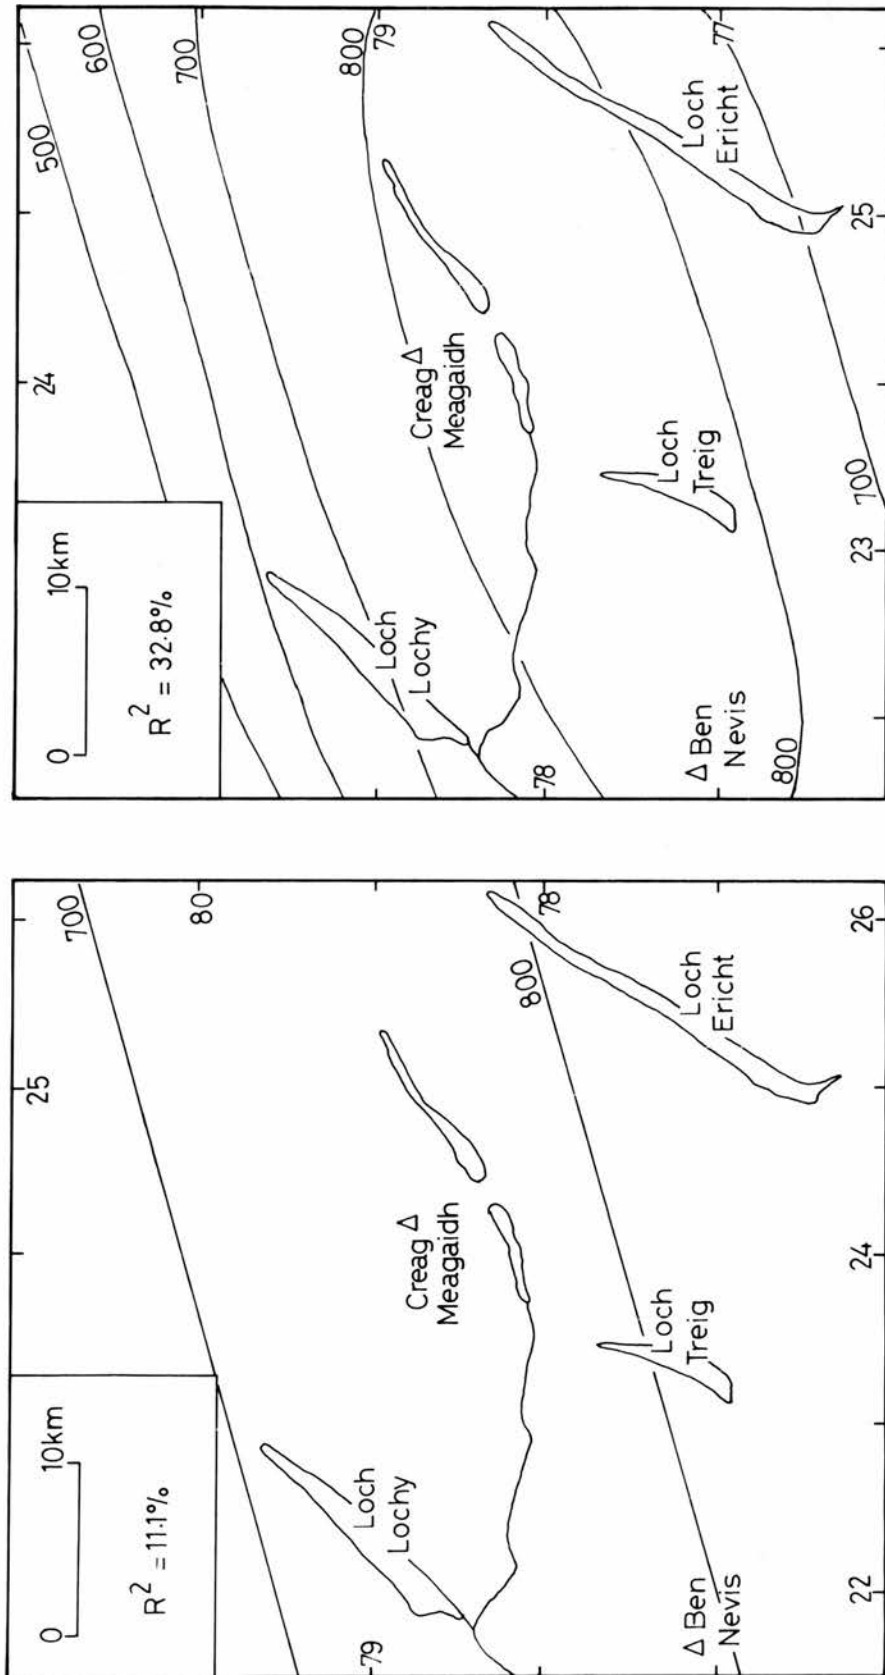 0 10km
R² = 11.1%
25
700
80
79
Loch
Lochy
Creag Δ
Meagaidh
800
78
Loch
Treig
Loch
Ericht
Δ Ben
Nevis
22
24
26
0 10km
R² = 32.8%
24
500
600
700
800
79
Loch
Lochy
Creag Δ
Meagaidh
78
Loch
Treig
Loch
Ericht
77
Δ Ben
Nevis
800
700
23
25